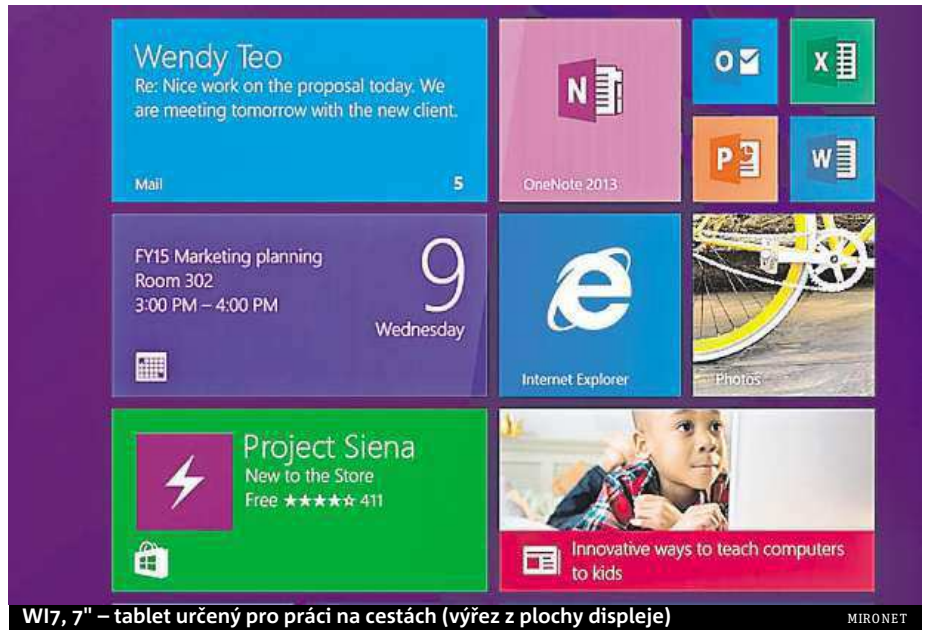 Wendy Teo
Re: Nice work on the proposal today. We
are meeting tomorrow with the new client.
Mail 5
N
OneNote 2013
O
X
P
W
FY15 Marketing planning
Room 302
3:00 PM – 4:00 PM
9
Wednesday
Internet Explorer
Photos
Project Siena
New to the Store
Free ★★★★☆ 411
Innovative ways to teach computers
to kids
WI7, 7" – tablet určený pro práci na cestách (výřez z plochy displeje)
MIRONET